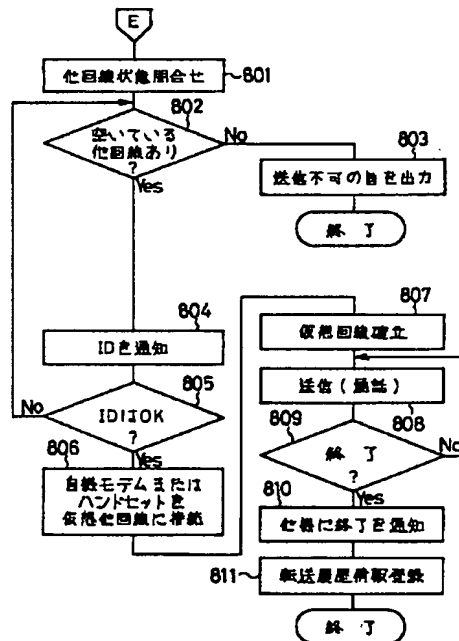 E
他回線状態問合せ
801
802
空いている
他回線あり
?
No
Yes
803
送信不可の旨を出力
終了
804
IDを通知
805
IDはOK
?
No
Yes
806
自機モデムまたは
ハンドセットを
仮想他回線に接続
807
仮想回線確立
送信(通話)
808
809
終了
?
No
Yes
810
他機に終了を通知
811
転送履歴情報登録
終了